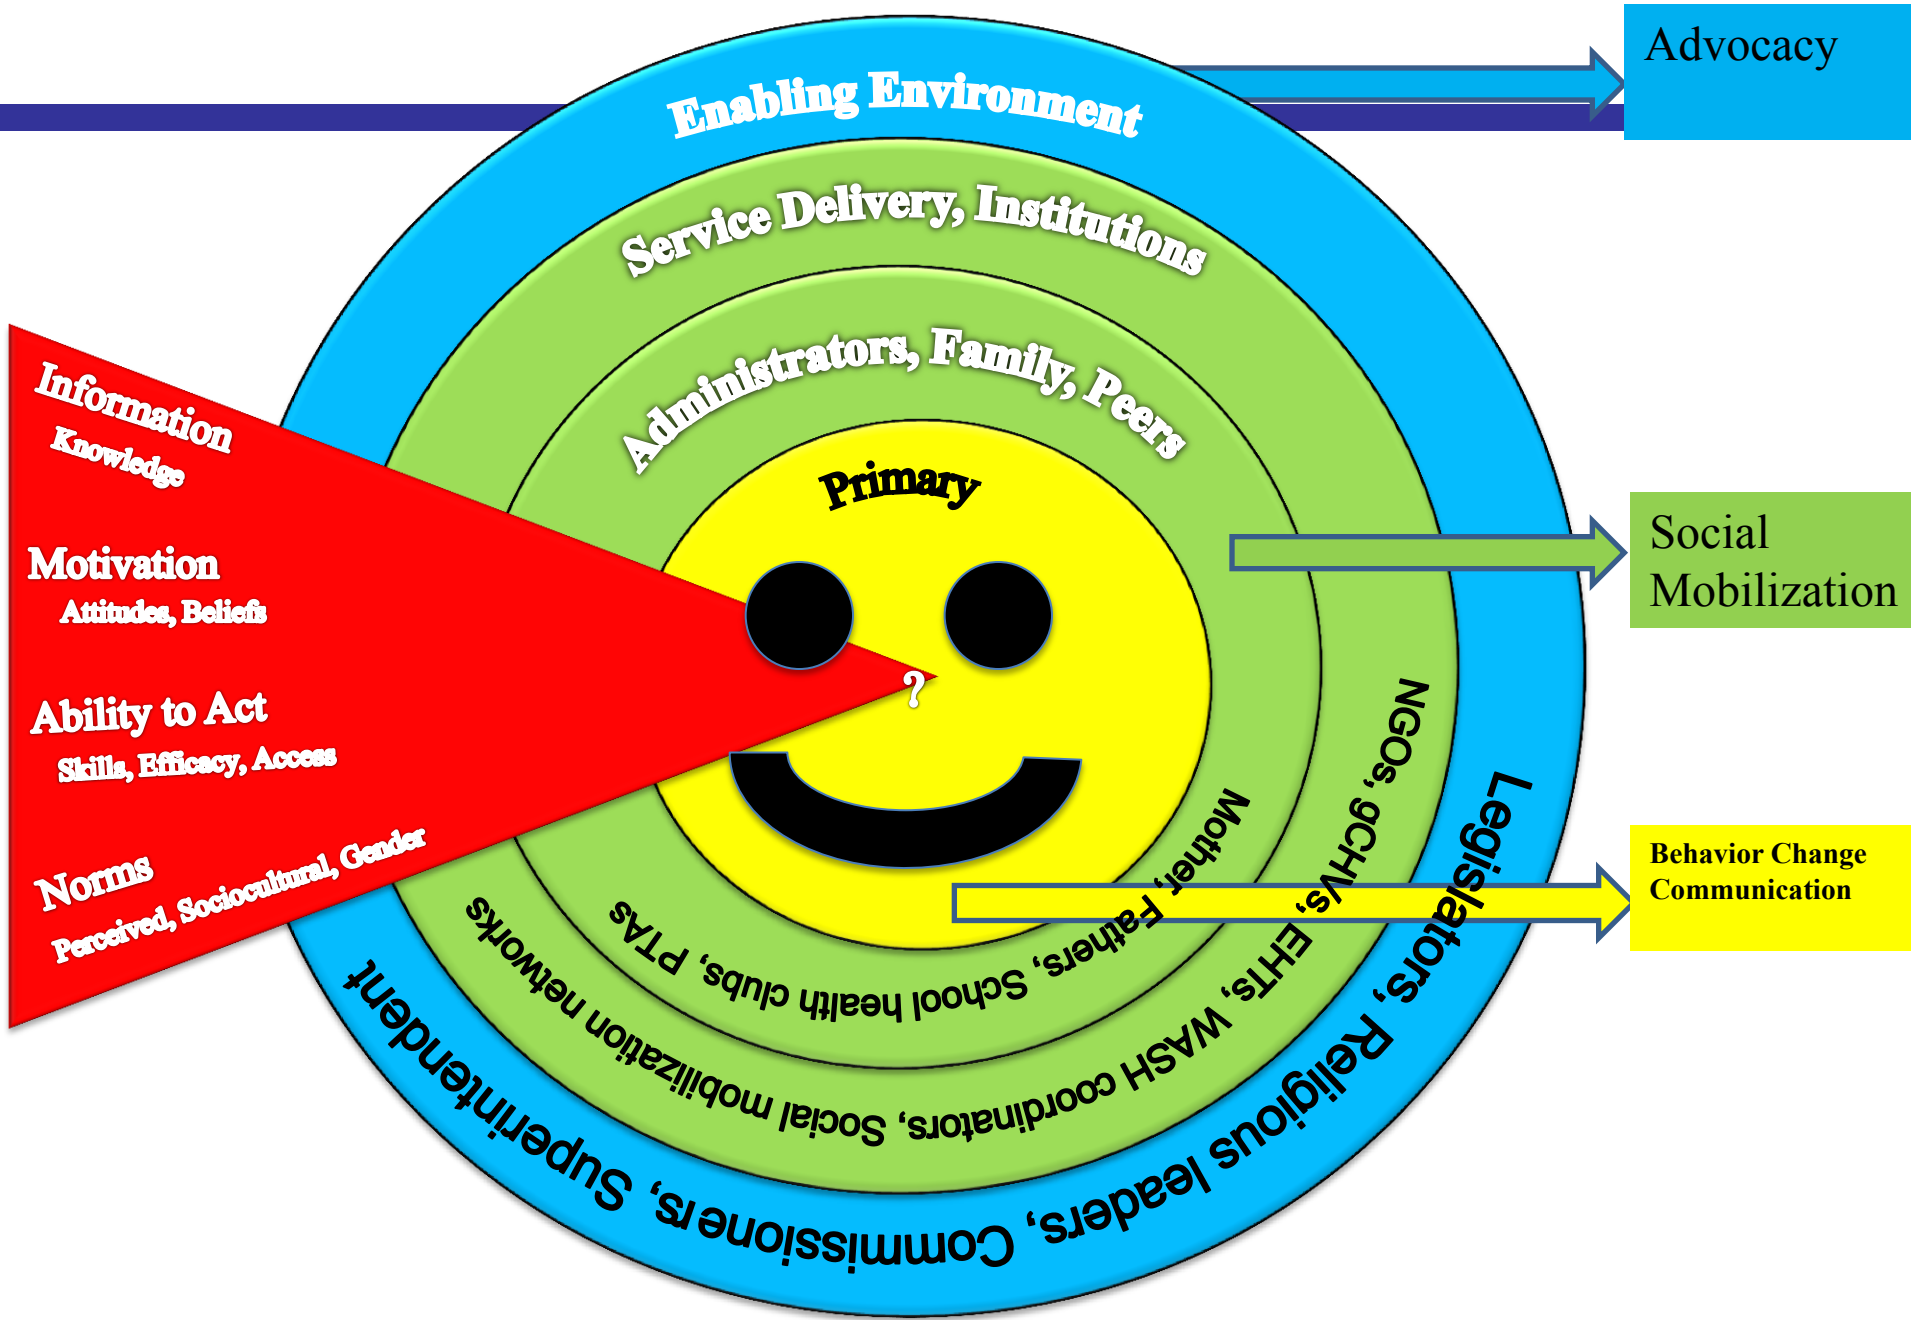 Advocacy
Enabling Environment
Service Delivery, Institutions
Administrators, Family, Peers
Primary
Information
Knowledge
Motivation
Attitudes, Beliefs
Ability to Act
Skills, Efficacy, Access
Norms
Perceived, Sociocultural, Gender
?
Social
Mobilization
Behavior Change
Communication
Mother, Fathers, School health clubs, PTAs
NGOs, gCHVs, EHTs, WASH coordinators, Social mobilization networks
Legislators, Religious leaders, Commissioners, Superintendent